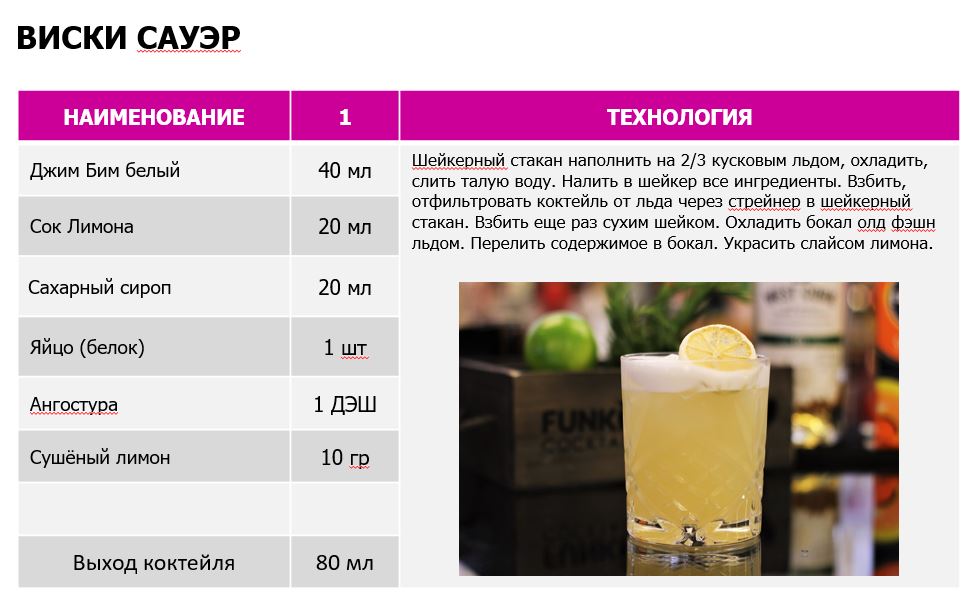 ВИСКИ САУЭР
НАИМЕНОВАНИЕ 1 ТЕХНОЛОГИЯ
Джим Бим белый 40 мл
Сок Лимона 20 мл
Сахарный сироп 20 мл
Яйцо (белок) 1 шт
Ангостура 1 ДЭШ
Сушёный лимон 10 гр
Выход коктейля 80 мл
Шейкерный стакан наполнить на 2/3 кусковым льдом, охладить,
слить талую воду. Налить в шейкер все ингредиенты. Взбить,
отфильтровать коктейль от льда через стрейнер в шейкерный
стакан. Взбить еще раз сухим шейком. Охладить бокал олд фэшн
льдом. Перелить содержимое в бокал. Украсить слайсом лимона.